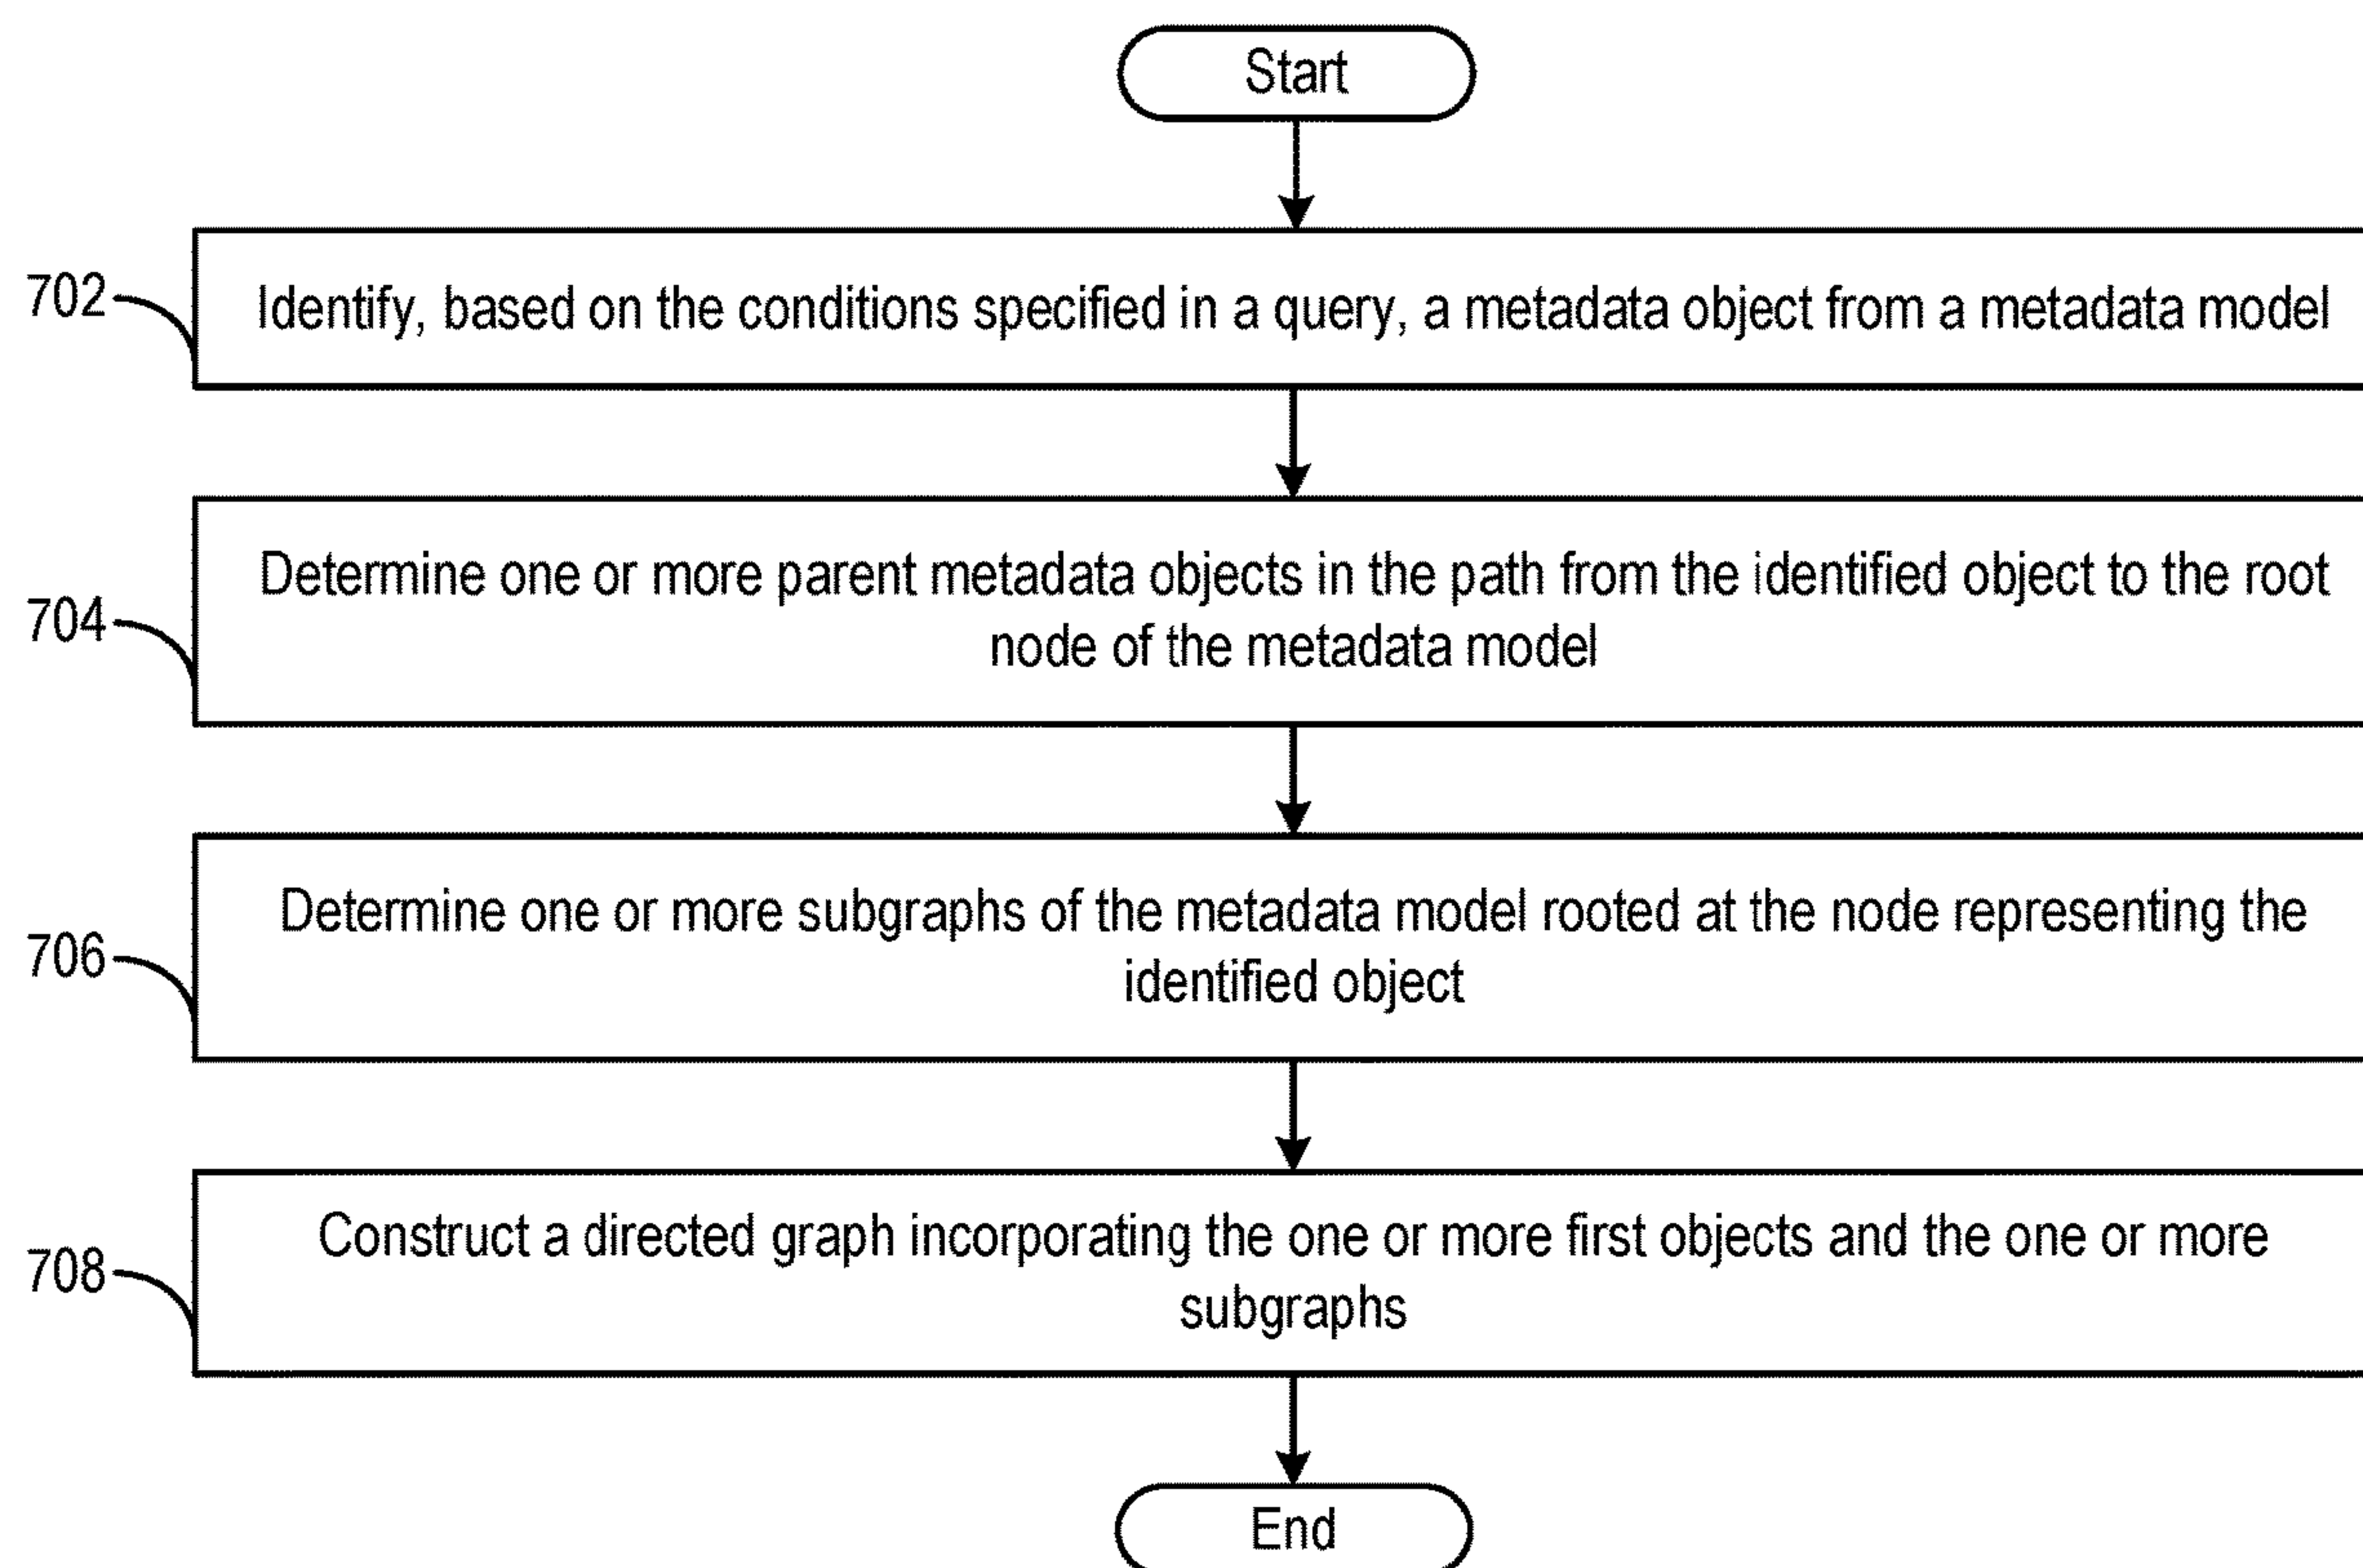 Start
702
Identify, based on the conditions specified in a query, a metadata object from a metadata model
704
Determine one or more parent metadata objects in the path from the identified object to the root
node of the metadata model
706
Determine one or more subgraphs of the metadata model rooted at the node representing the
identified object
708
Construct a directed graph incorporating the one or more first objects and the one or more
subgraphs
End